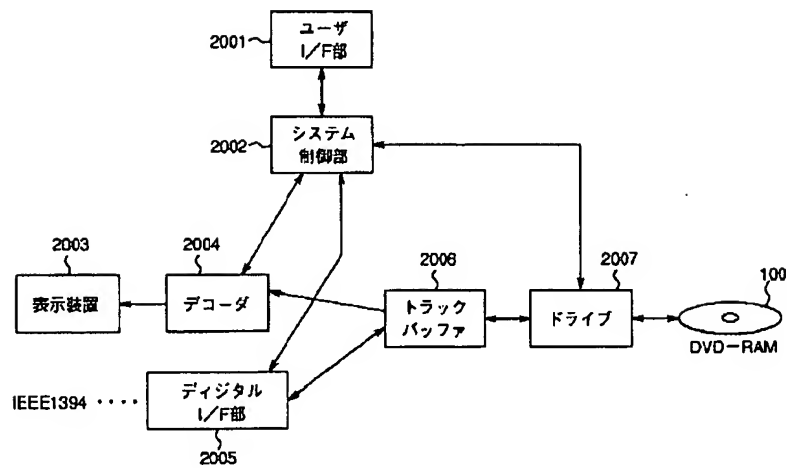 2001
ユーザ
I/F部
2002
システム
制御部
2003
表示装置
2004
デコーダ
2006
トラック
バッファ
2007
ドライブ
100
DVD－RAM
IEEE1394 ････
ディジタル
I/F部
2005